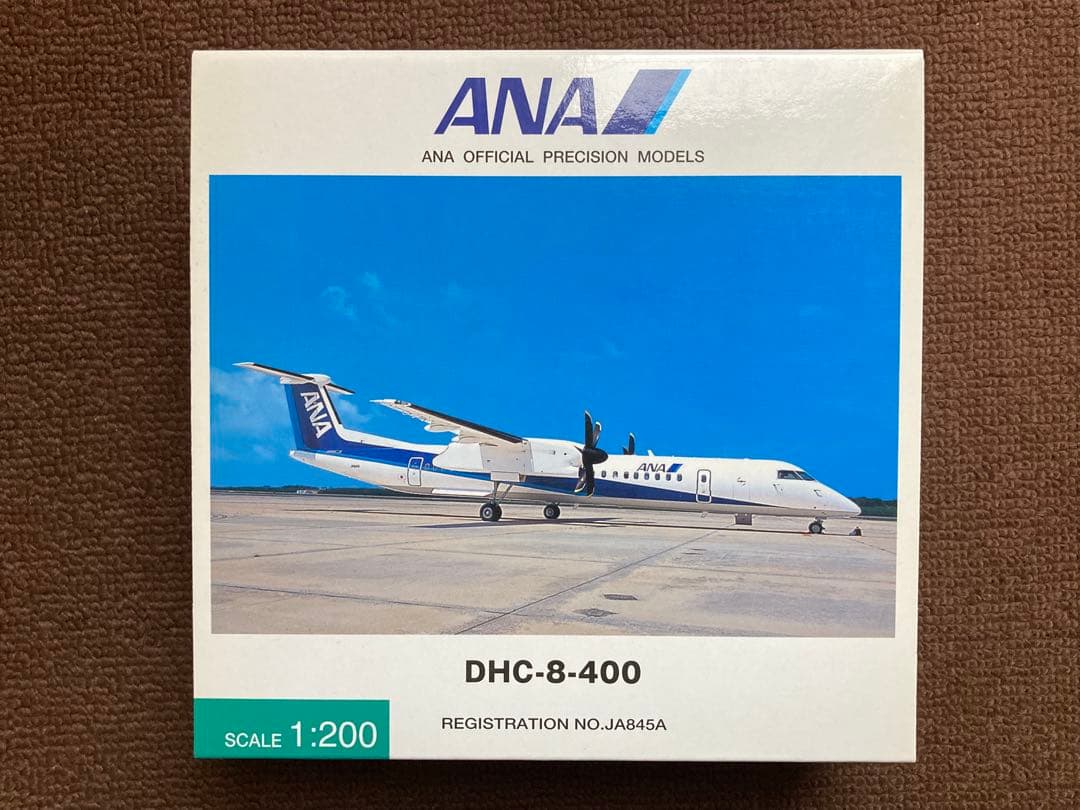 ANA
ANA OFFICIAL PRECISION MODELS
ANA
ANA
DHC-8-400
REGISTRATION NO.JA845A
SCALE 1:200